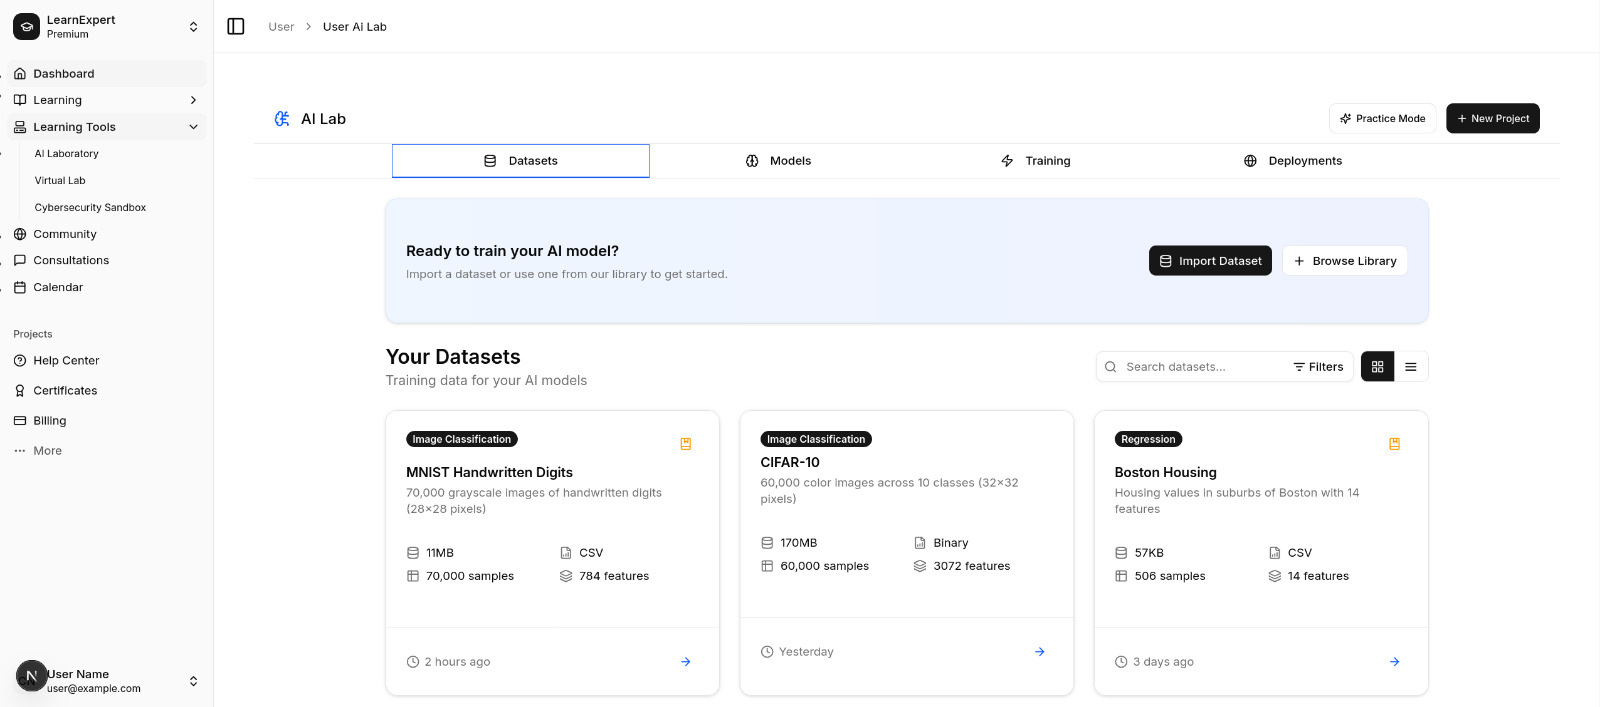 LearnExpert
Premium
Dashboard
Learning
Learning Tools
AI Laboratory
Virtual Lab
Cybersecurity Sandbox
Community
Consultations
Calendar
Projects
Help Center
Certificates
Billing
More
N
User Name
user@example.com
User > User Ai Lab
AI Lab
Practice Mode
New Project
Datasets
Models
Training
Deployments
Ready to train your AI model?
Import a dataset or use one from our library to get started.
Import Dataset
Browse Library
Your Datasets
Training data for your AI models
Search datasets...
Filters
Image Classification
MNIST Handwritten Digits
70,000 grayscale images of handwritten digits
(28×28 pixels)
11MB
CSV
70,000 samples
784 features
2 hours ago
Image Classification
CIFAR-10
60,000 color images across 10 classes (32×32
pixels)
170MB
Binary
60,000 samples
3072 features
Yesterday
Regression
Boston Housing
Housing values in suburbs of Boston with 14
features
57KB
CSV
506 samples
14 features
3 days ago